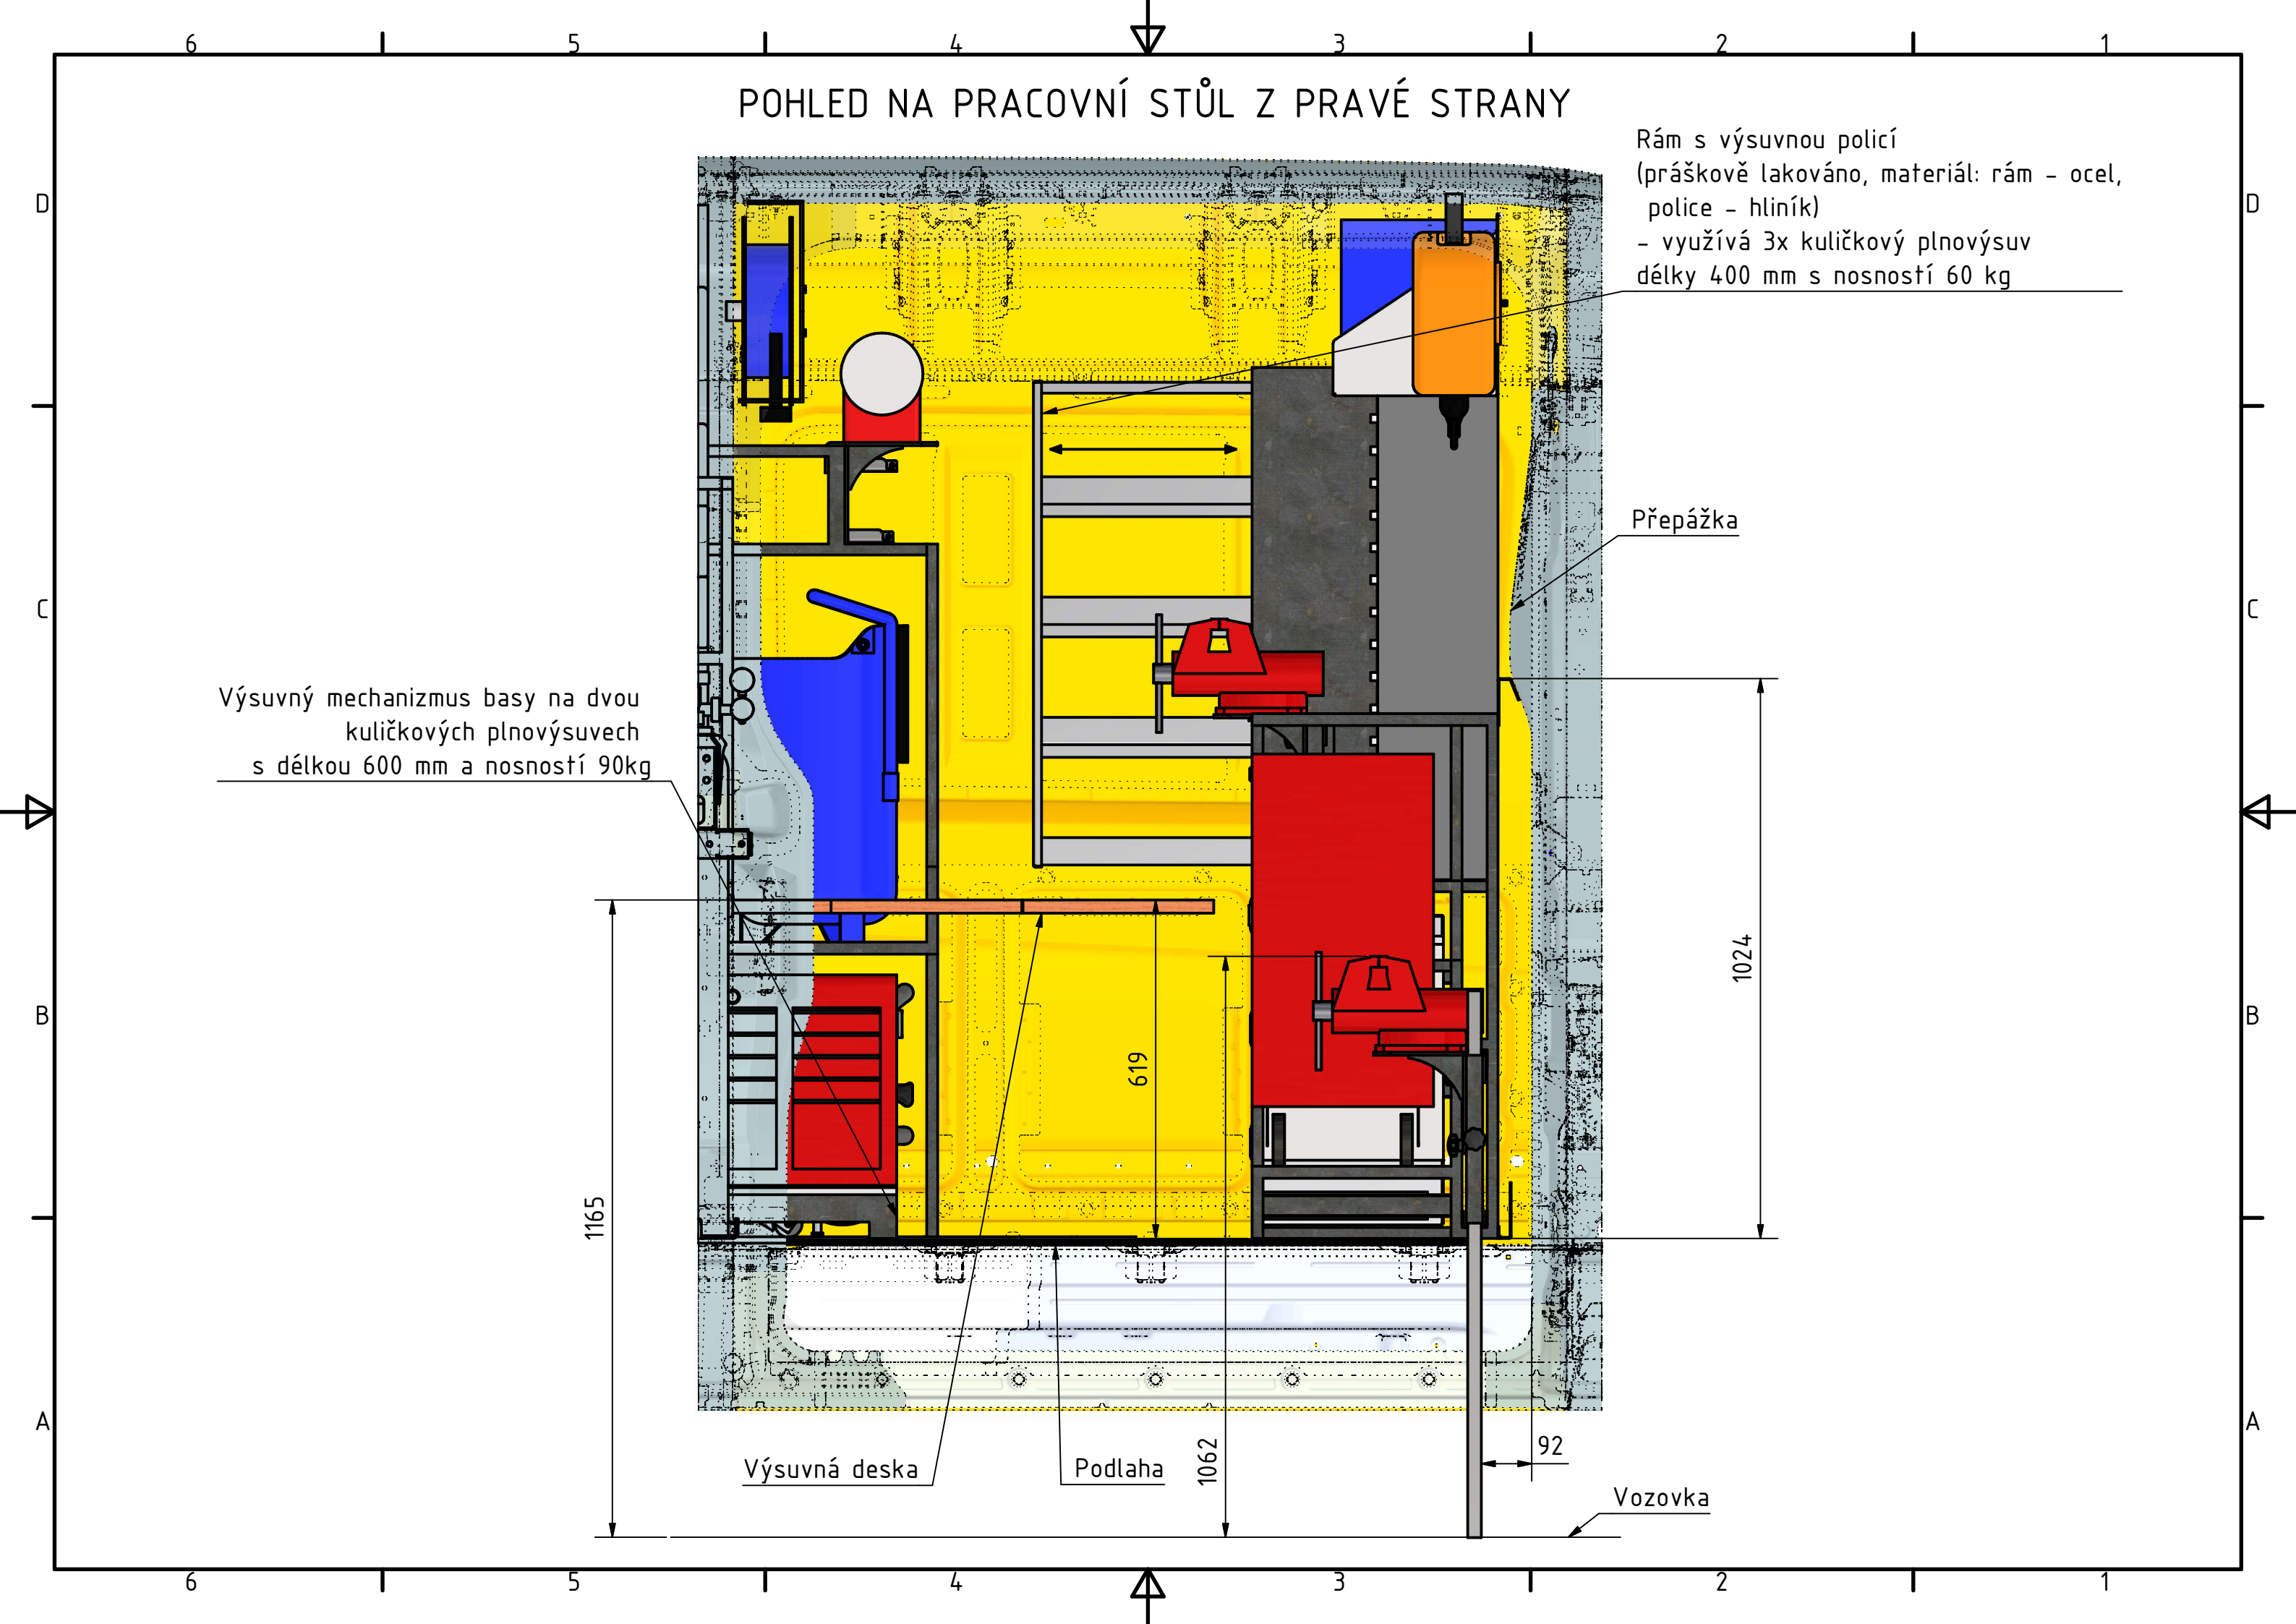 6 5 4 3 2 1
POHLED NA PRACOVNÍ STŮL Z PRAVÉ STRANY
Rám s výsuvnou policí
(práškově lakováno, materiál: rám - ocel,
police - hliník)
- využívá 3x kuličkový plnovýsuv
délky 400 mm s nosností 60 kg
D D
Přepážka
C C
Výsuvný mechanizmus basy na dvou
kuličkových plnovýsuvech
s délkou 600 mm a nosností 90kg
1024
B B
619
1165
A A
1062
92
Výsuvná deska
Podlaha
Vozovka
6 5 4 3 2 1